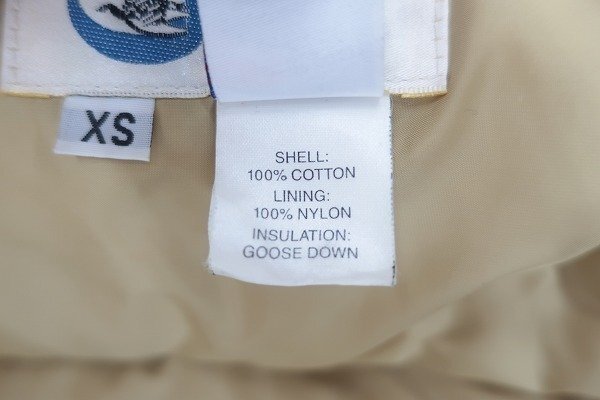 XS
SHELL:
100% COTTON
LINING:
100% NYLON
INSULATION:
GOOSE DOWN